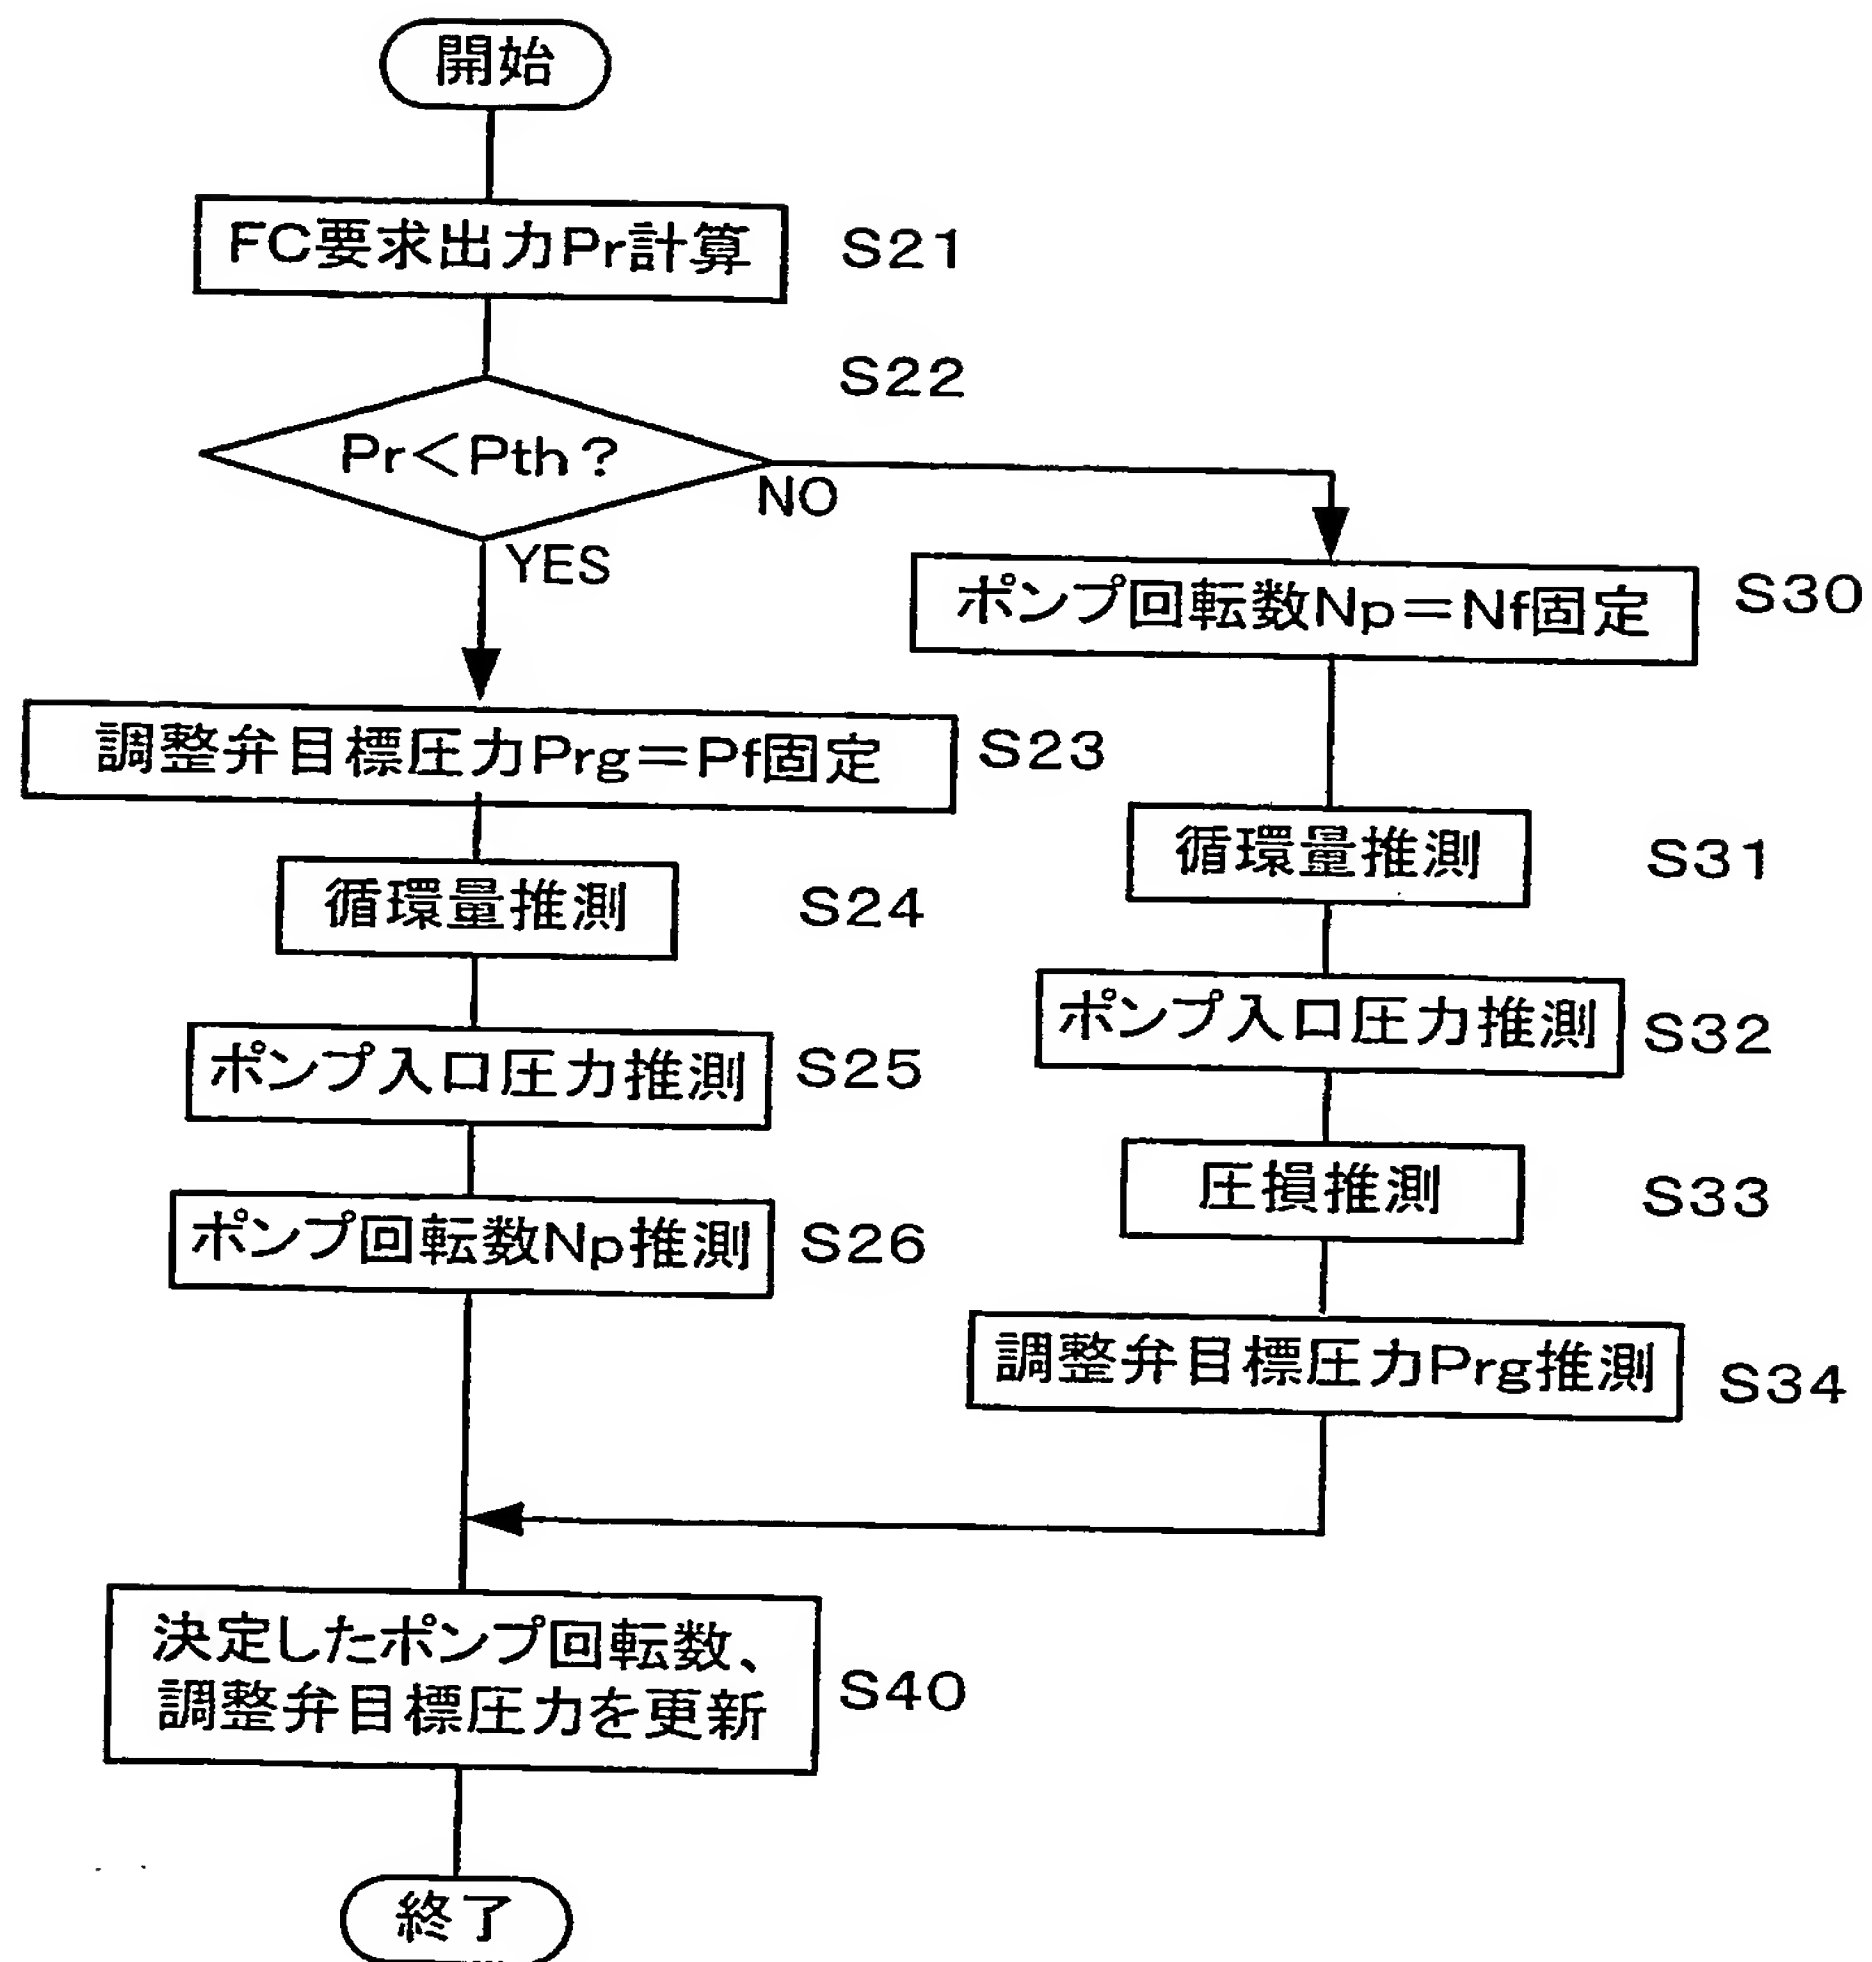 開始
FC要求出力Pr計算
S21
S22
Pr＜Pth？
NO
YES
調整弁目標圧力Prg＝Pf固定
S23
循環量推測
S24
ポンプ入口圧力推測
S25
ポンプ回転数Np推測
S26
ポンプ回転数Np＝Nf固定
S30
循環量推測
S31
ポンプ入口圧力推測
S32
圧損推測
S33
調整弁目標圧力Prg推測
S34
決定したポンプ回転数、
調整弁目標圧力を更新
S40
終了